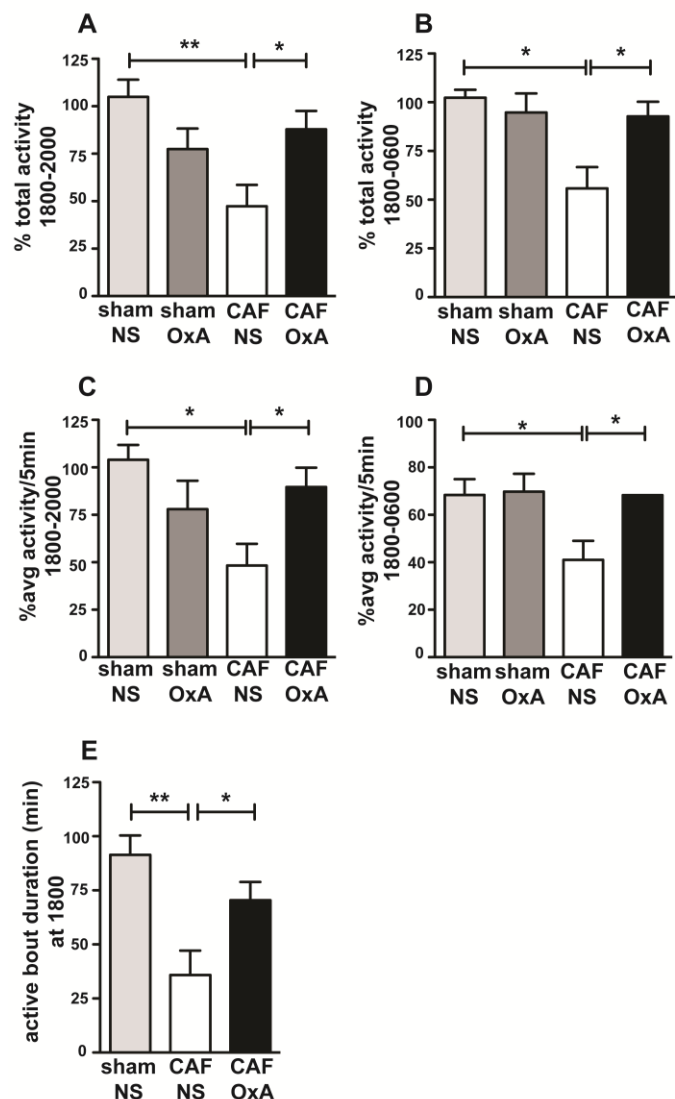 A
% total activity
1800-2000
125
100
75
50
25
0
**
*
sham NS
sham OxA
CAF NS
CAF OxA
B
% total activity
1800-0600
125
100
75
50
25
0
*
*
sham NS
sham OxA
CAF NS
CAF OxA
C
%avg activity/5min
1800-2000
125
100
75
50
25
0
*
*
sham NS
sham OxA
CAF NS
CAF OxA
D
%avg activity/5min
1800-0600
100
80
60
40
20
0
*
*
sham NS
sham OxA
CAF NS
CAF OxA
E
active bout duration (min)
at 1800
125
100
75
50
25
0
**
*
sham NS
CAF NS
CAF OxA